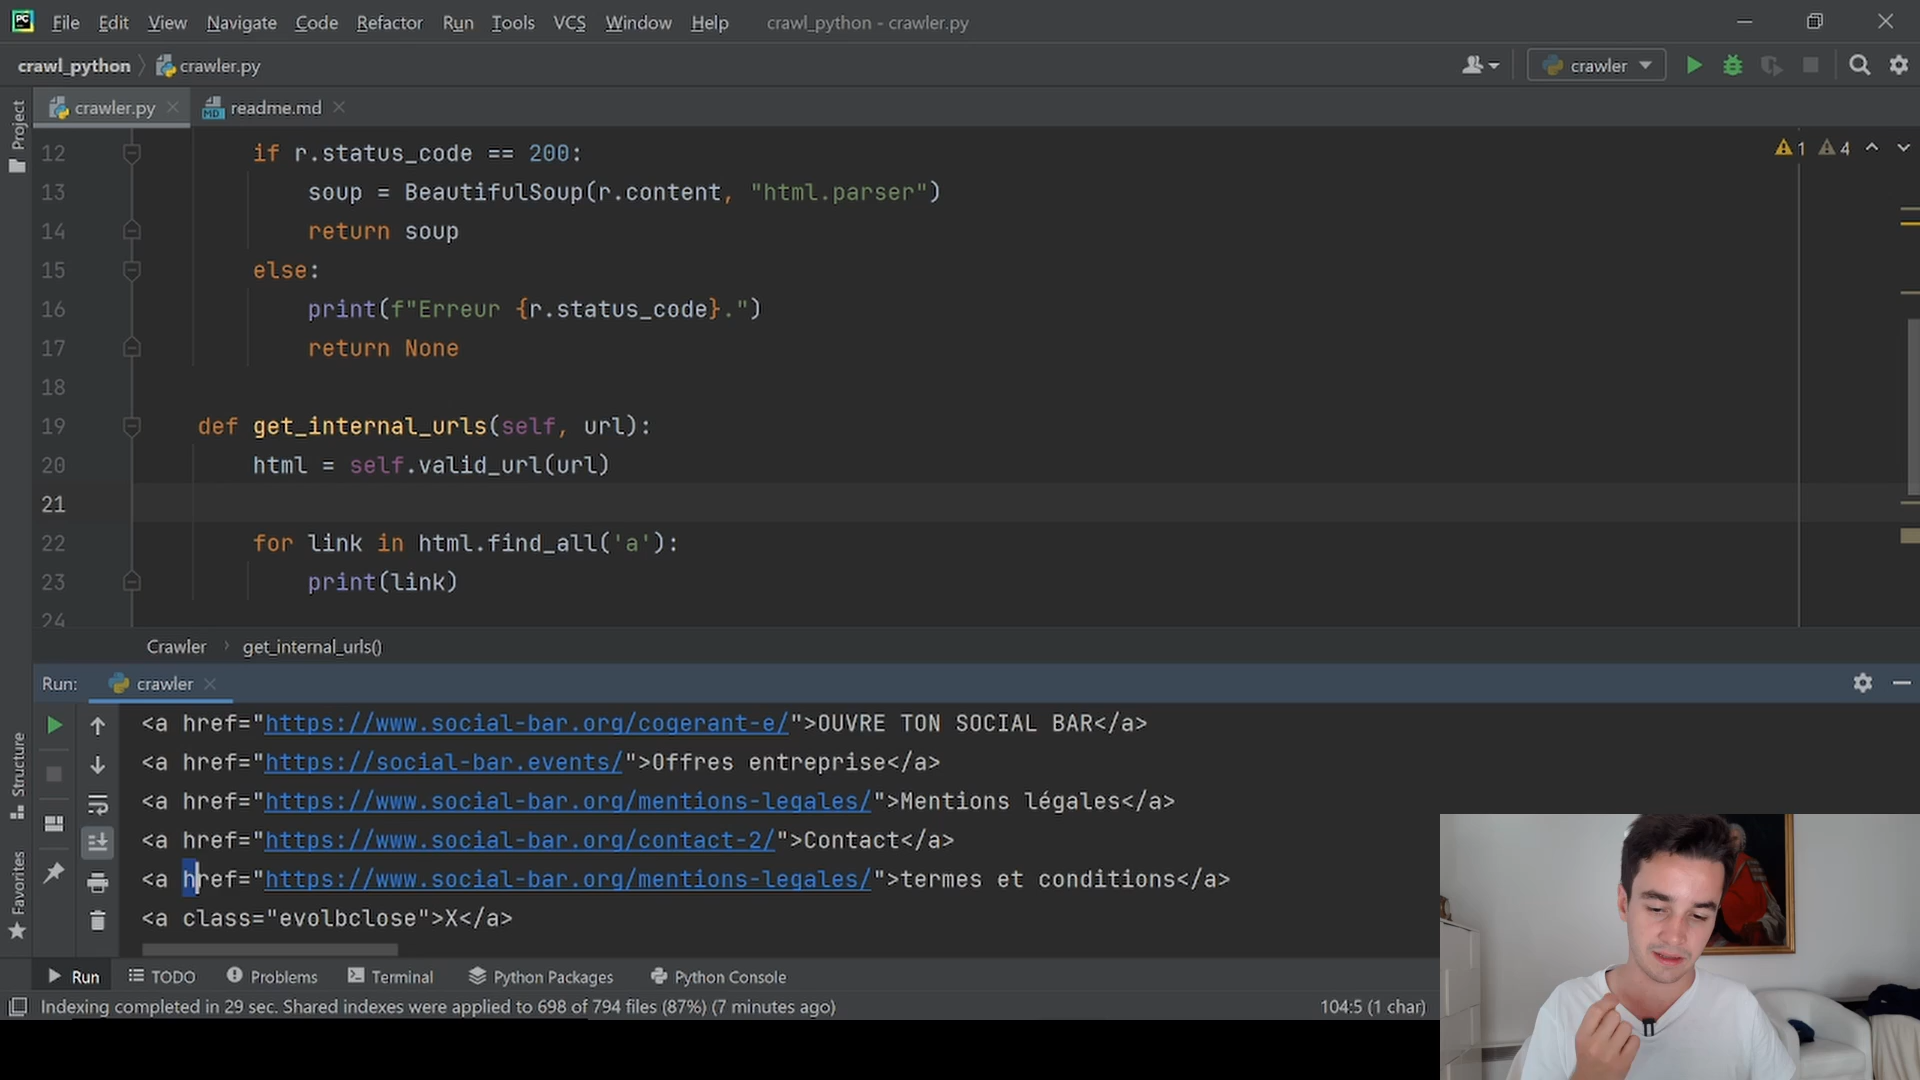 PC File Edit View Navigate Code Refactor Run Tools VCS Window Help crawl_python - crawler.py
crawl_python crawler.py crawler
Project
crawler.py
MD readme.md
12 if r.status_code == 200: 1 4
13 soup = BeautifulSoup(r.content, "html.parser")
14 return soup
15 else:
16 print(f"Erreur {r.status_code}.")
17 return None
18
19 def get_internal_urls(self, url):
20 html = self.valid_url(url)
21
22 for link in html.find_all('a'):
23 print(link)
24
Crawler get_internal_urls()
Run: crawler
<a href="https://www.social-bar.org/cogerant-e/">OUVRE TON SOCIAL BAR</a>
<a href="https://social-bar.events/">Offres entreprise</a>
<a href="https://www.social-bar.org/mentions-legales/">Mentions légales</a>
<a href="https://www.social-bar.org/contact-2/">Contact</a>
<a href="https://www.social-bar.org/mentions-legales/">termes et conditions</a>
<a class="evolbclose">X</a>
Structure
Favorites
Run TODO Problems Terminal Python Packages Python Console
Indexing completed in 29 sec. Shared indexes were applied to 698 of 794 files (87%) (7 minutes ago) 104:5 (1 char)